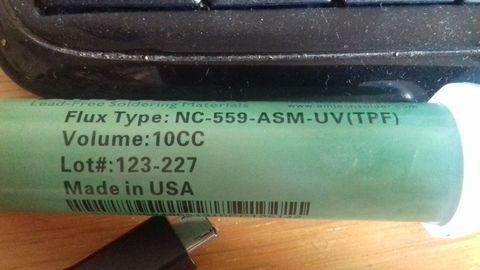 Lead-Free Soldering Materials
Flux Type: NC-559-ASM-UV(TPF)
Volume:10CC
Lot#:123-227
Made in USA